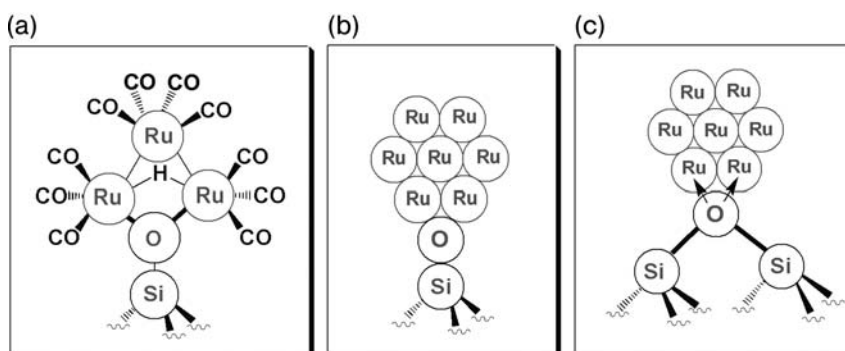 (a)
CO CO
CO CO
Ru
CO H CO
CO Ru Ru CO
CO O CO
Si
(b)
Ru Ru
Ru Ru Ru
Ru Ru
O
Si
(c)
Ru Ru
Ru Ru Ru
Ru Ru
O
Si Si